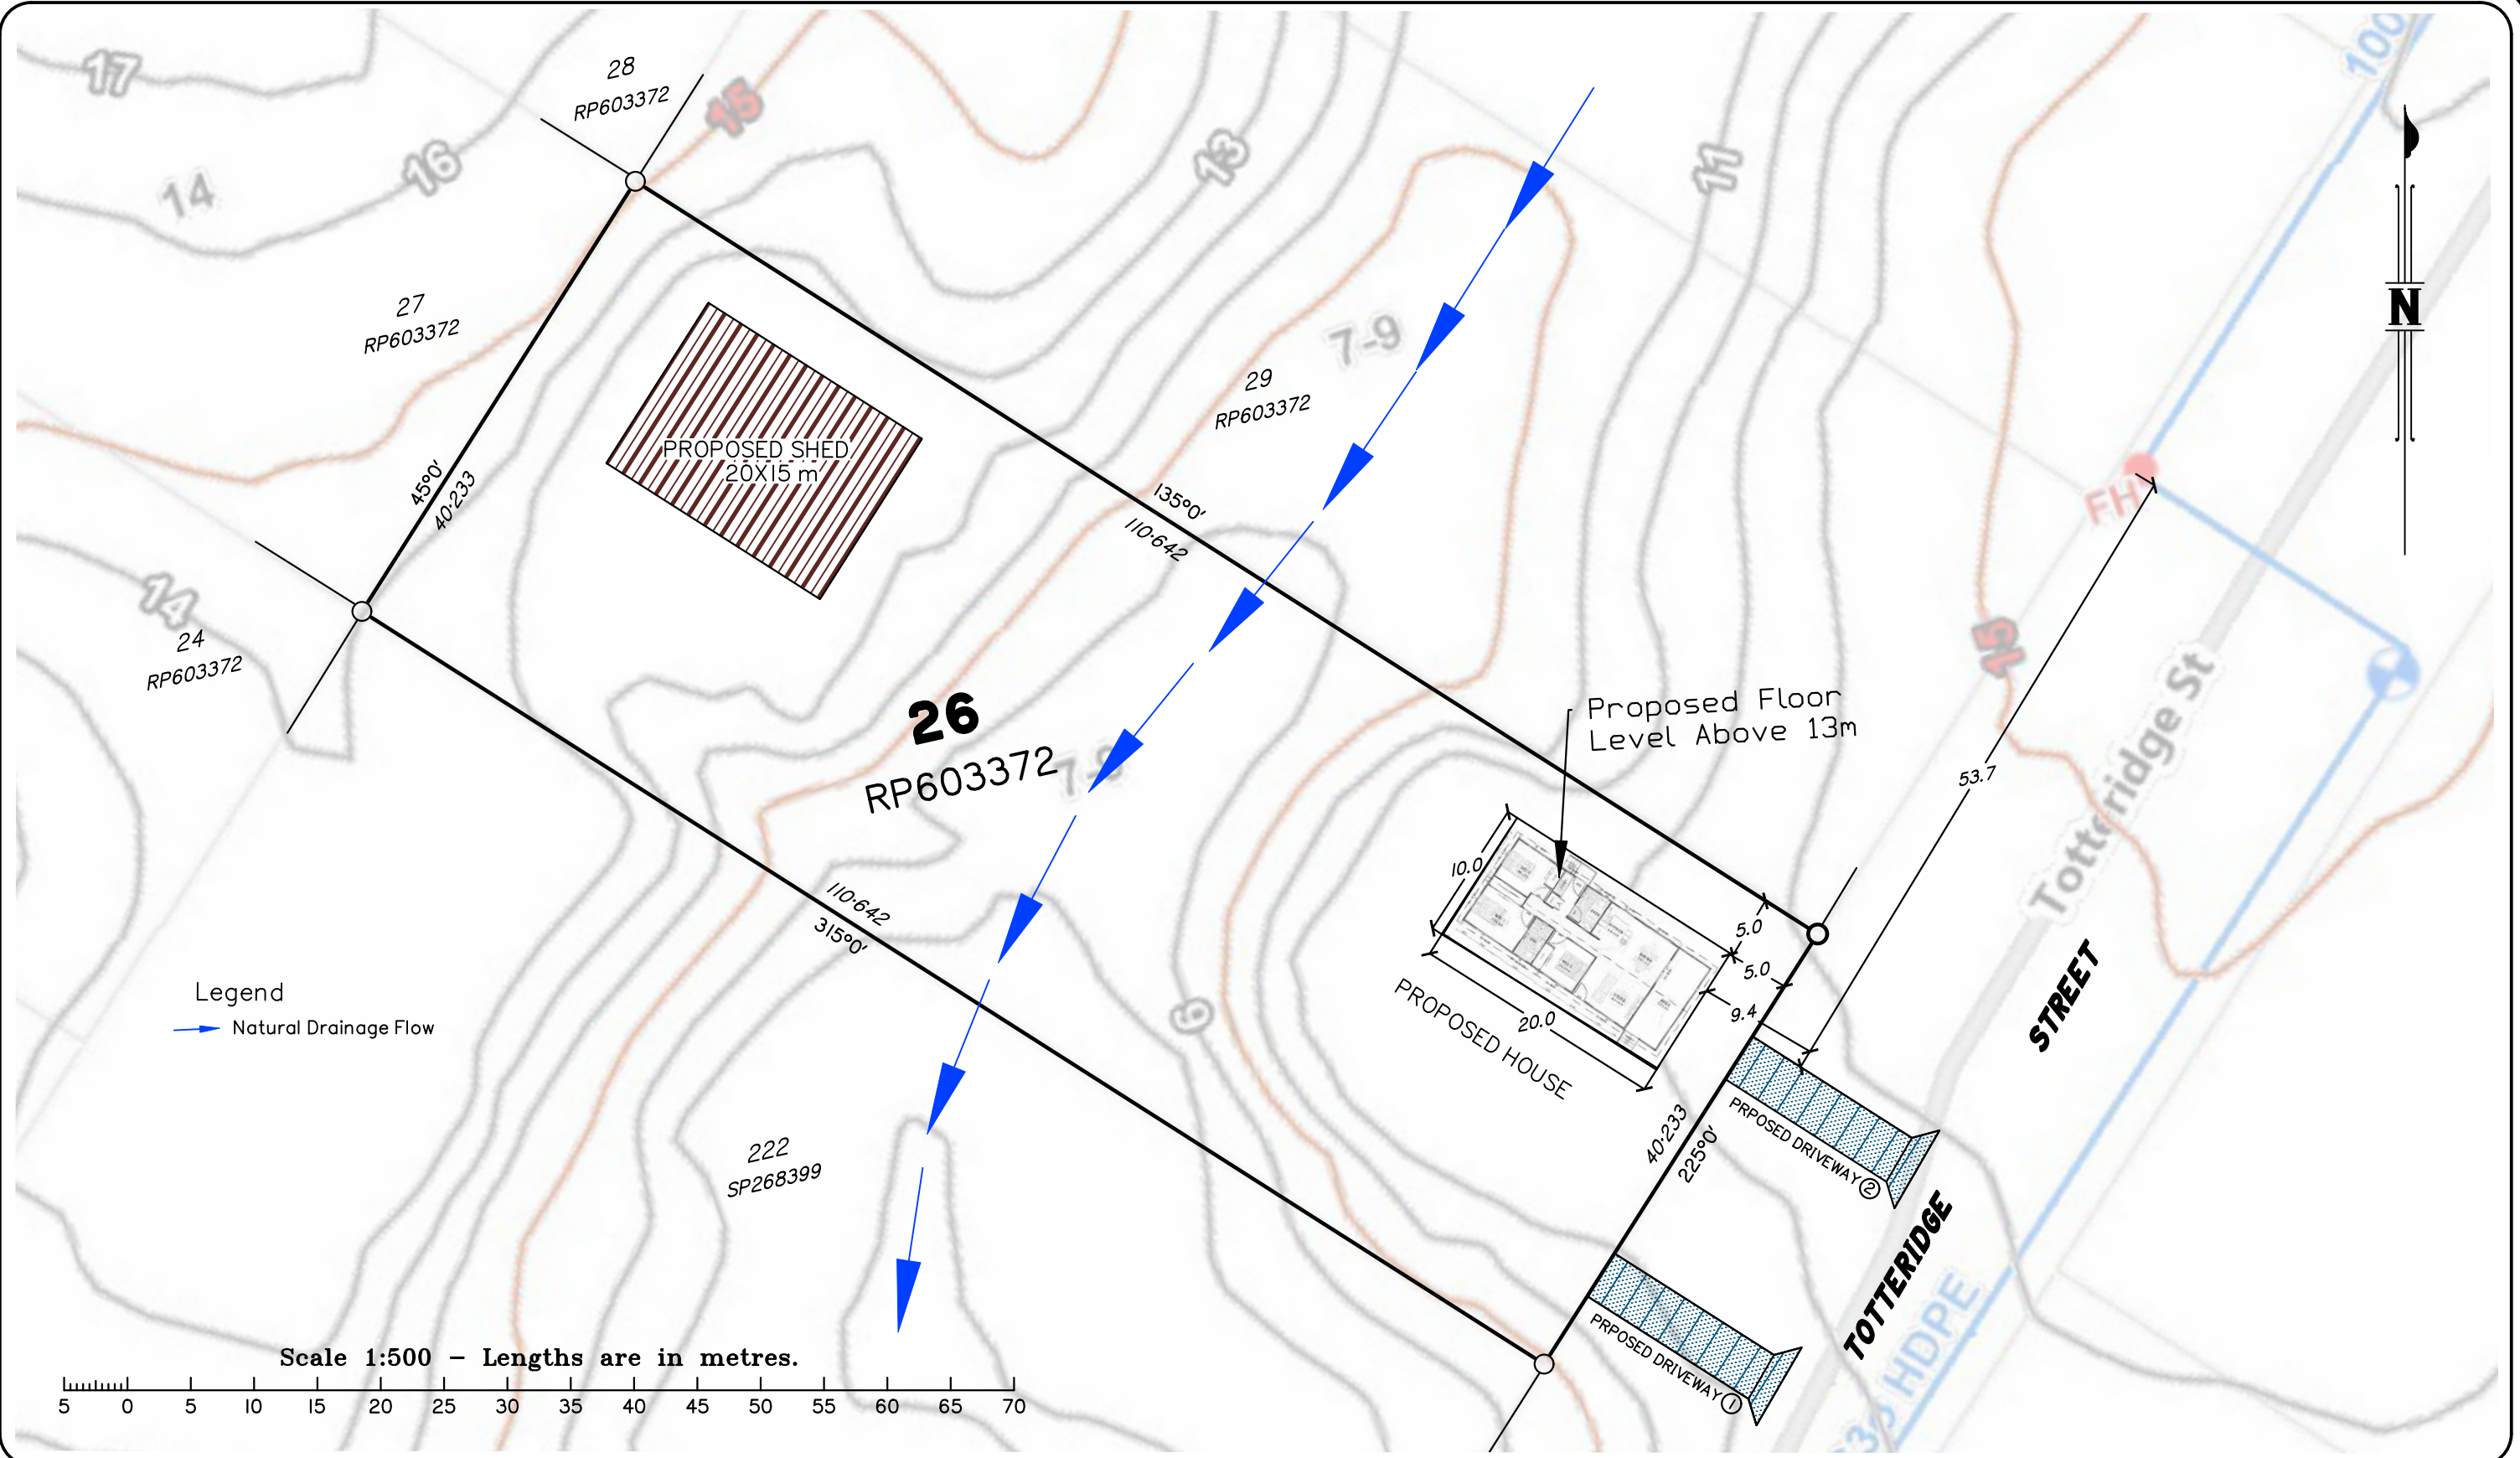 17
28
RP603372
15
16
14
13
11
100
N
27
RP603372
7-9
29
RP603372
FH
PROPOSED SHED
20X15 m
45°0'
40·233
135°0'
110·642
14
24
RP603372
15
Totteridge St
26
RP603372
Proposed Floor
Level Above 13m
53.7
10.0
5.0
5.0
9.4
20.0
PROPOSED HOUSE
110·642
315°0'
9
Legend
Natural Drainage Flow
STREET
PRPOSED DRIVEWAY 2
40·233
225°0'
222
SP268399
TOTTERIDGE
PRPOSED DRIVEWAY 1
HDPE
Scale 1:500 – Lengths are in metres.
5 0 5 10 15 20 25 30 35 40 45 50 55 60 65 70